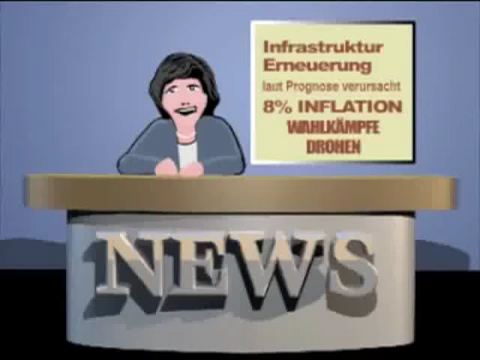 Infrastruktur
Erneuerung
laut Prognose verursacht
8% INFLATION
WAHLKÄMPFE
DROHEN
NEWS